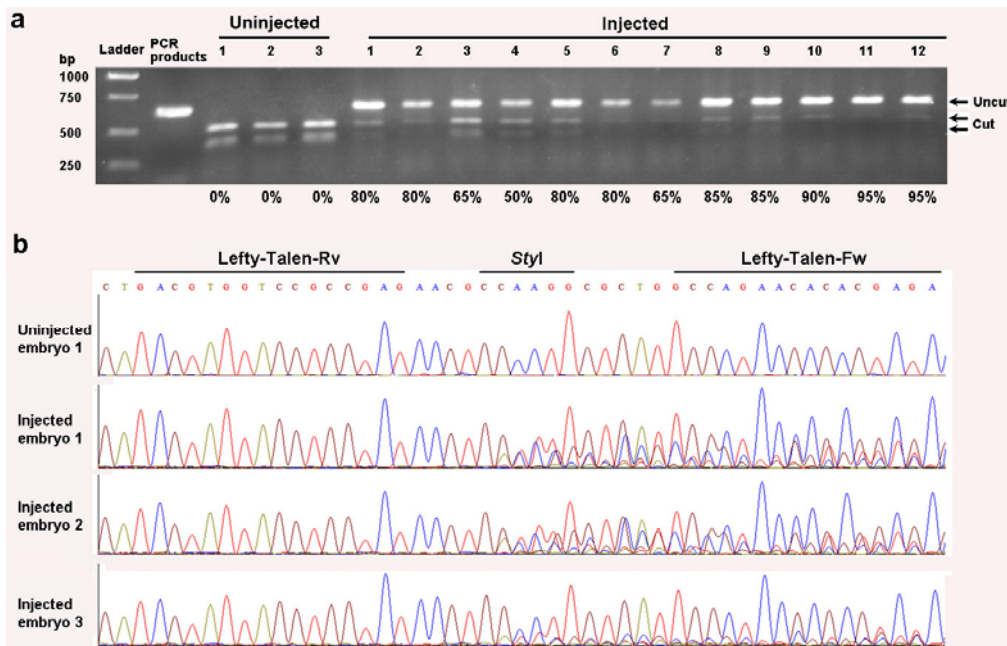 a
Uninjected Injected
Ladder PCR products 1 2 3 1 2 3 4 5 6 7 8 9 10 11 12
bp
1000
750
500
250
Uncut
Cut
0% 0% 0% 80% 80% 65% 50% 80% 80% 65% 85% 85% 90% 95% 95%
b
Lefty-Talen-Rv StyI Lefty-Talen-Fw
C T G A C G T G G T C C G C C G A G A A C G C C A A G G C G C T G G C C A G A A C A C A C G A G A
Uninjected
embryo 1
Injected
embryo 1
Injected
embryo 2
Injected
embryo 3